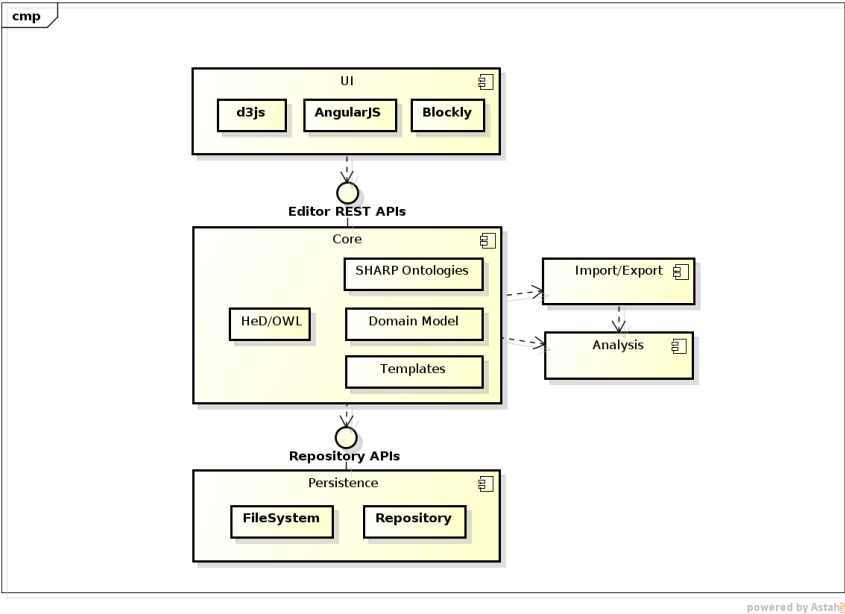 cmp
UI
d3js
AngularJS
Blockly
Editor REST APIs
Core
SHARP Ontologies
HeD/OWL
Domain Model
Templates
Import/Export
Analysis
Repository APIs
Persistence
FileSystem
Repository
powered by Astah